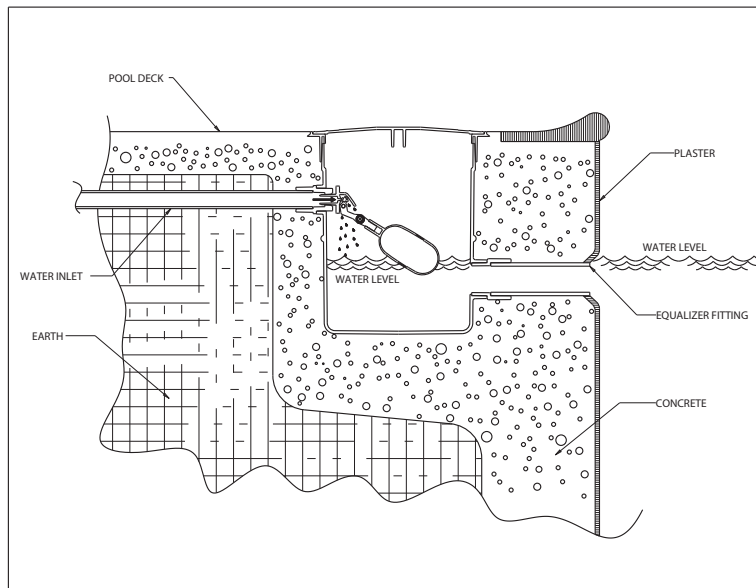 POOL DECK
PLASTER
WATER LEVEL
WATER INLET
WATER LEVEL
EQUALIZER FITTING
EARTH
CONCRETE